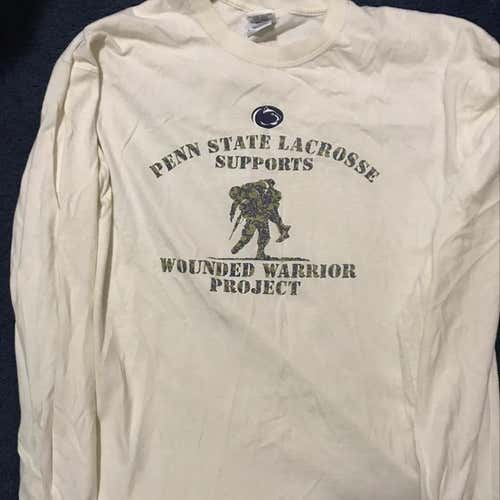 PENN STATE LACROSSE
SUPPORTS
WOUNDED WARRIOR
PROJECT